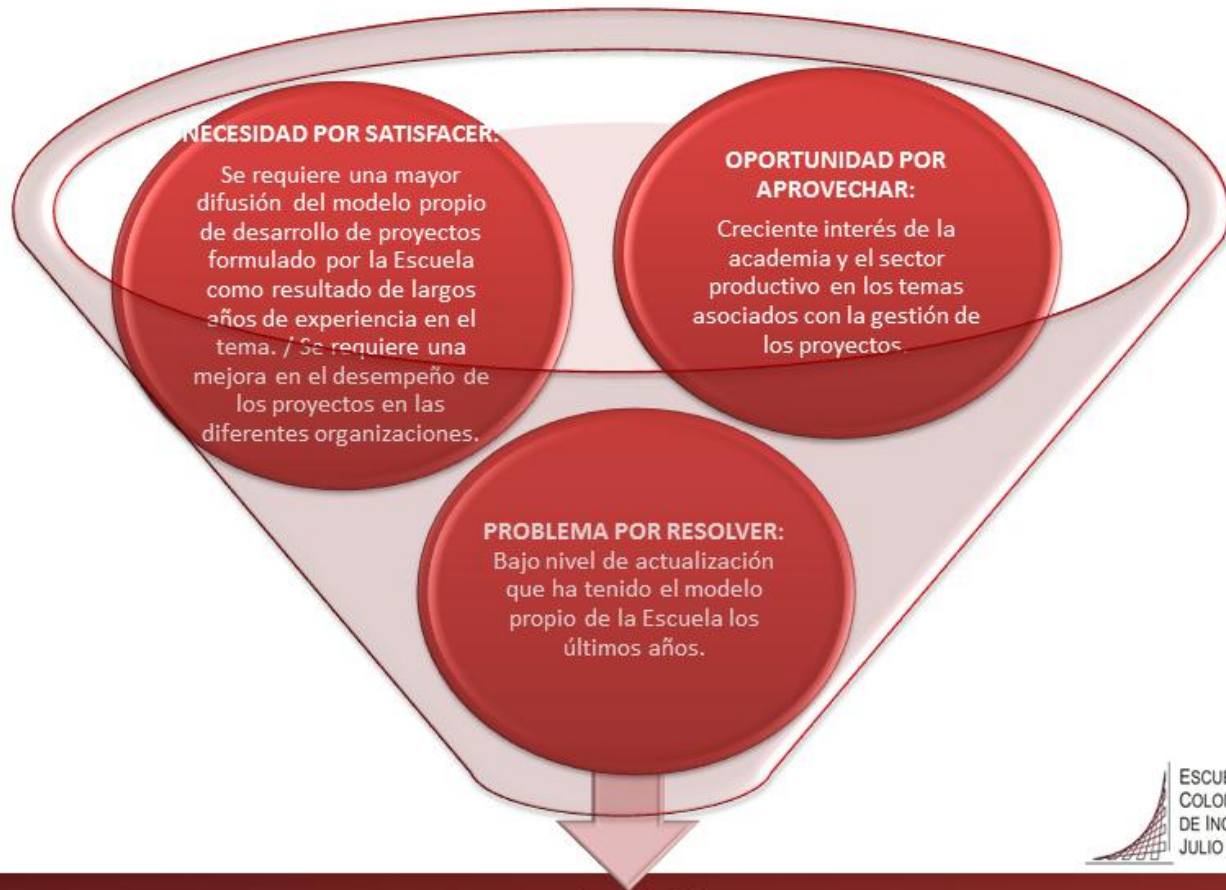 NECESIDAD POR SATISFACER:
Se requiere una mayor
difusión del modelo propio
de desarrollo de proyectos
formulado por la Escuela
como resultado de largos
años de experiencia en el
tema. / Se requiere una
mejora en el desempeño de
los proyectos en las
diferentes organizaciones.
OPORTUNIDAD POR
APROVECHAR:
Creciente interés de la
academia y el sector
productivo en los temas
asociados con la gestión de
los proyectos.
PROBLEMA POR RESOLVER:
Bajo nivel de actualización
que ha tenido el modelo
propio de la Escuela los
últimos años.
DE
JULIO